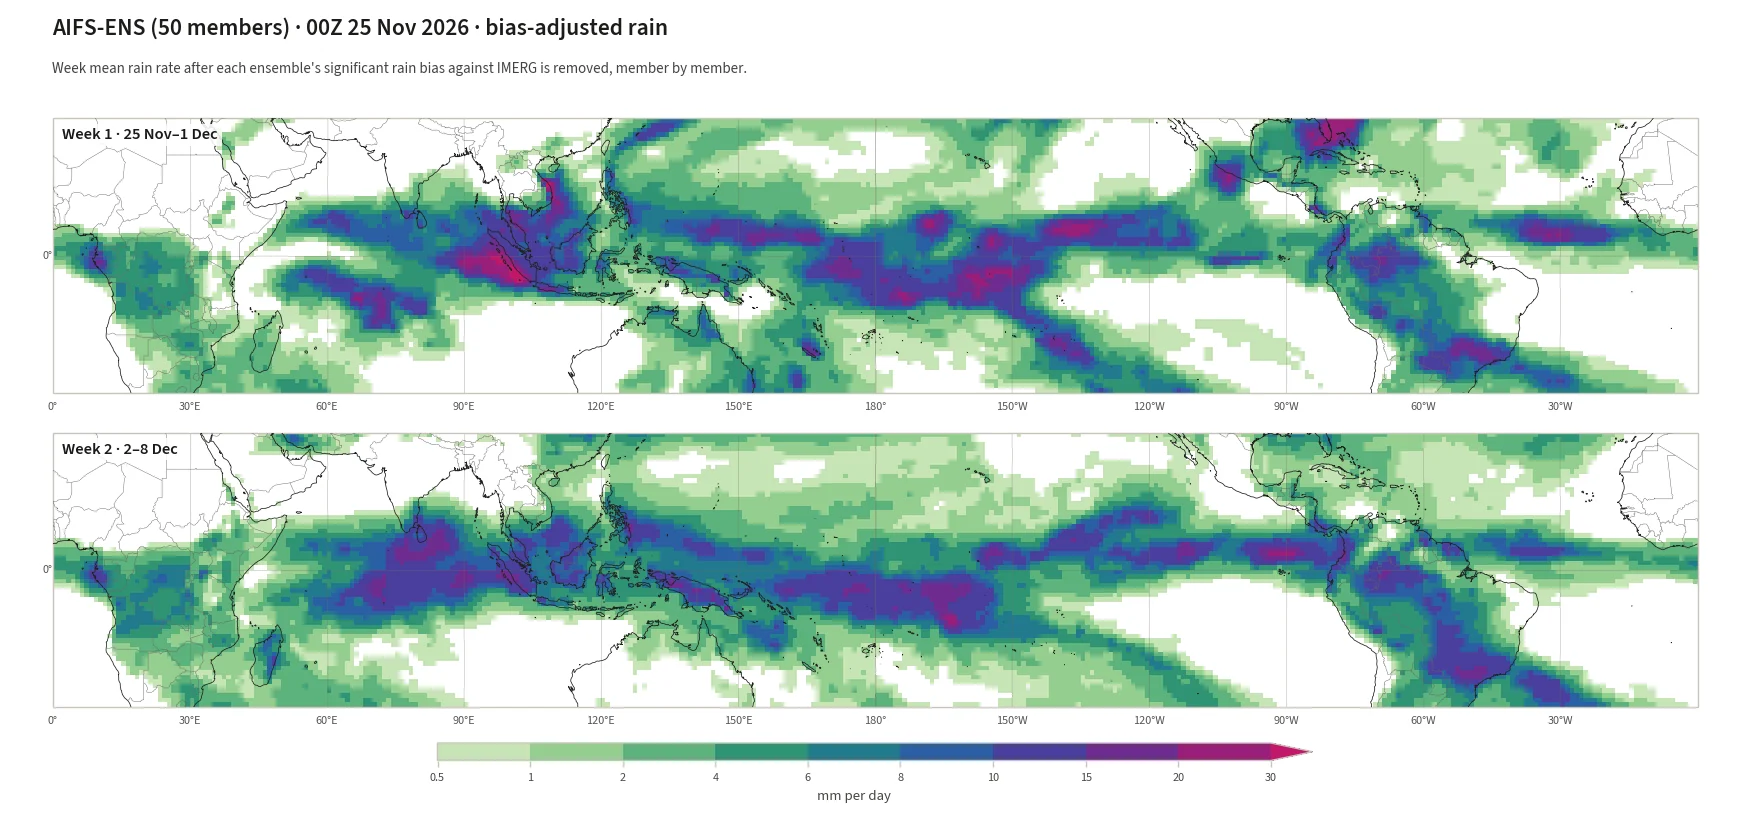 AIFS-ENS (50 members) · 00Z 25 Nov 2026 · bias-adjusted rain
Week mean rain rate after each ensemble's significant rain bias against IMERG is removed, member by member.
Week 1 · 25 Nov–1 Dec
0°
0° 30°E 60°E 90°E 120°E 150°E 180° 150°W 120°W 90°W 60°W 30°W
Week 2 · 2–8 Dec
0°
0° 30°E 60°E 90°E 120°E 150°E 180° 150°W 120°W 90°W 60°W 30°W
0.5 1 2 4 6 8 10 15 20 30
mm per day